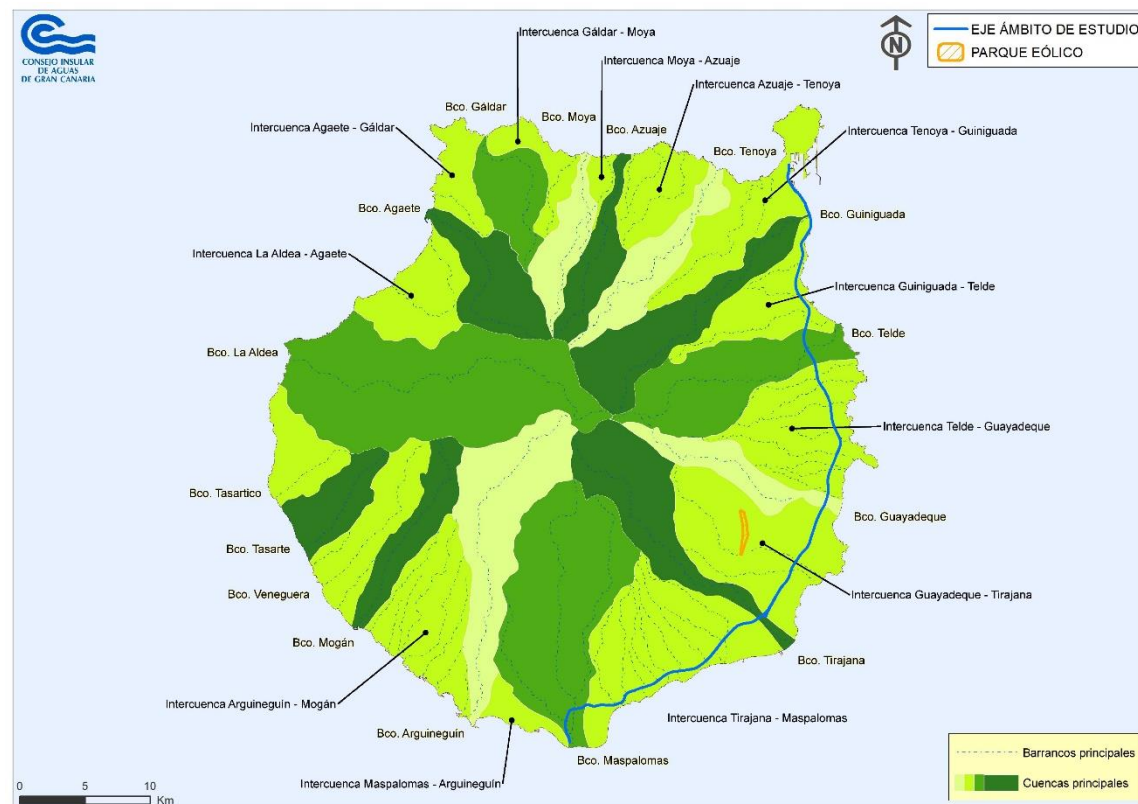 CONSEJO INSULAR
DE AGUAS
DE GRAN CANARIA
Intercuenca Gáldar - Moya
Intercuenca Moya - Azuaje
Intercuenca Azuaje - Tenoya
N
EJE ÁMBITO DE ESTUDIO
PARQUE EÓLICO
Bco. Gáldar
Bco. Moya
Bco. Azuaje
Bco. Tenoya
Intercuenca Agaete - Gáldar
Intercuenca Tenoya - Guiniguada
Bco. Agaete
Bco. Guiniguada
Intercuenca La Aldea - Agaete
Intercuenca Guiniguada - Telde
Bco. Telde
Bco. La Aldea
Intercuenca Telde - Guayadeque
Bco. Tasartico
Bco. Guayadeque
Bco. Tasarte
Bco. Veneguera
Intercuenca Guayadeque - Tirajana
Bco. Mogán
Bco. Tirajana
Intercuenca Arguineguín - Mogán
Intercuenca Tirajana - Maspalomas
Bco. Arguineguín
Bco. Maspalomas
Intercuenca Maspalomas - Arguineguín
Barrancos principales
Cuencas principales
0 5 10
Km